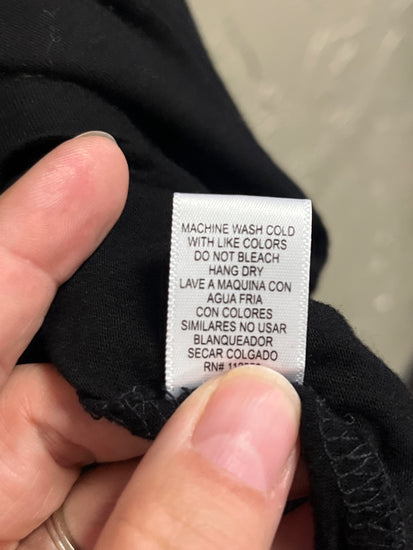 MACHINE WASH COLD
WITH LIKE COLORS
DO NOT BLEACH
HANG DRY
LAVE A MAQUINA CON
AGUA FRIA
CON COLORES
SIMILARES NO USAR
BLANQUEADOR
SECAR COLGADO
RN#